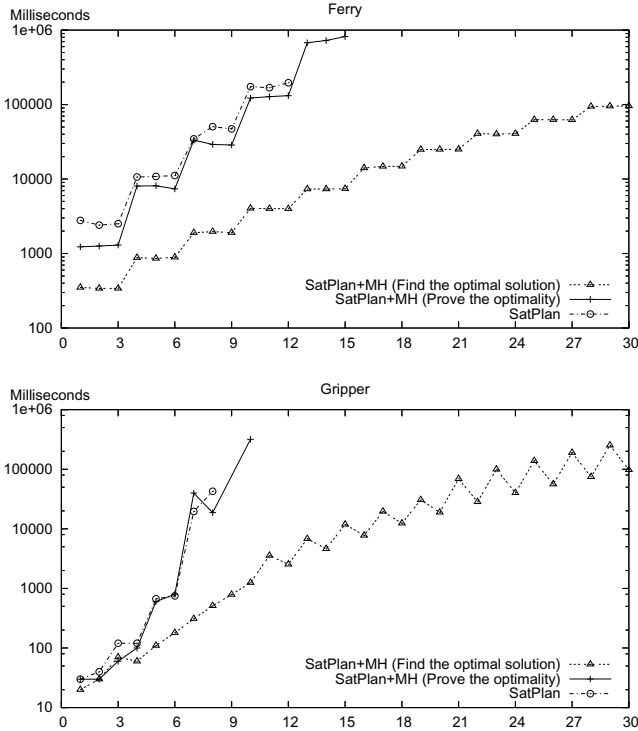 Ferry
Milliseconds
1e+06
100000
10000
1000
100
SatPlan+MH (Find the optimal solution)
SatPlan+MH (Prove the optimality)
SatPlan
0 3 6 9 12 15 18 21 24 27 30
Gripper
Milliseconds
1e+06
100000
10000
1000
100
10
SatPlan+MH (Find the optimal solution)
SatPlan+MH (Prove the optimality)
SatPlan
0 3 6 9 12 15 18 21 24 27 30